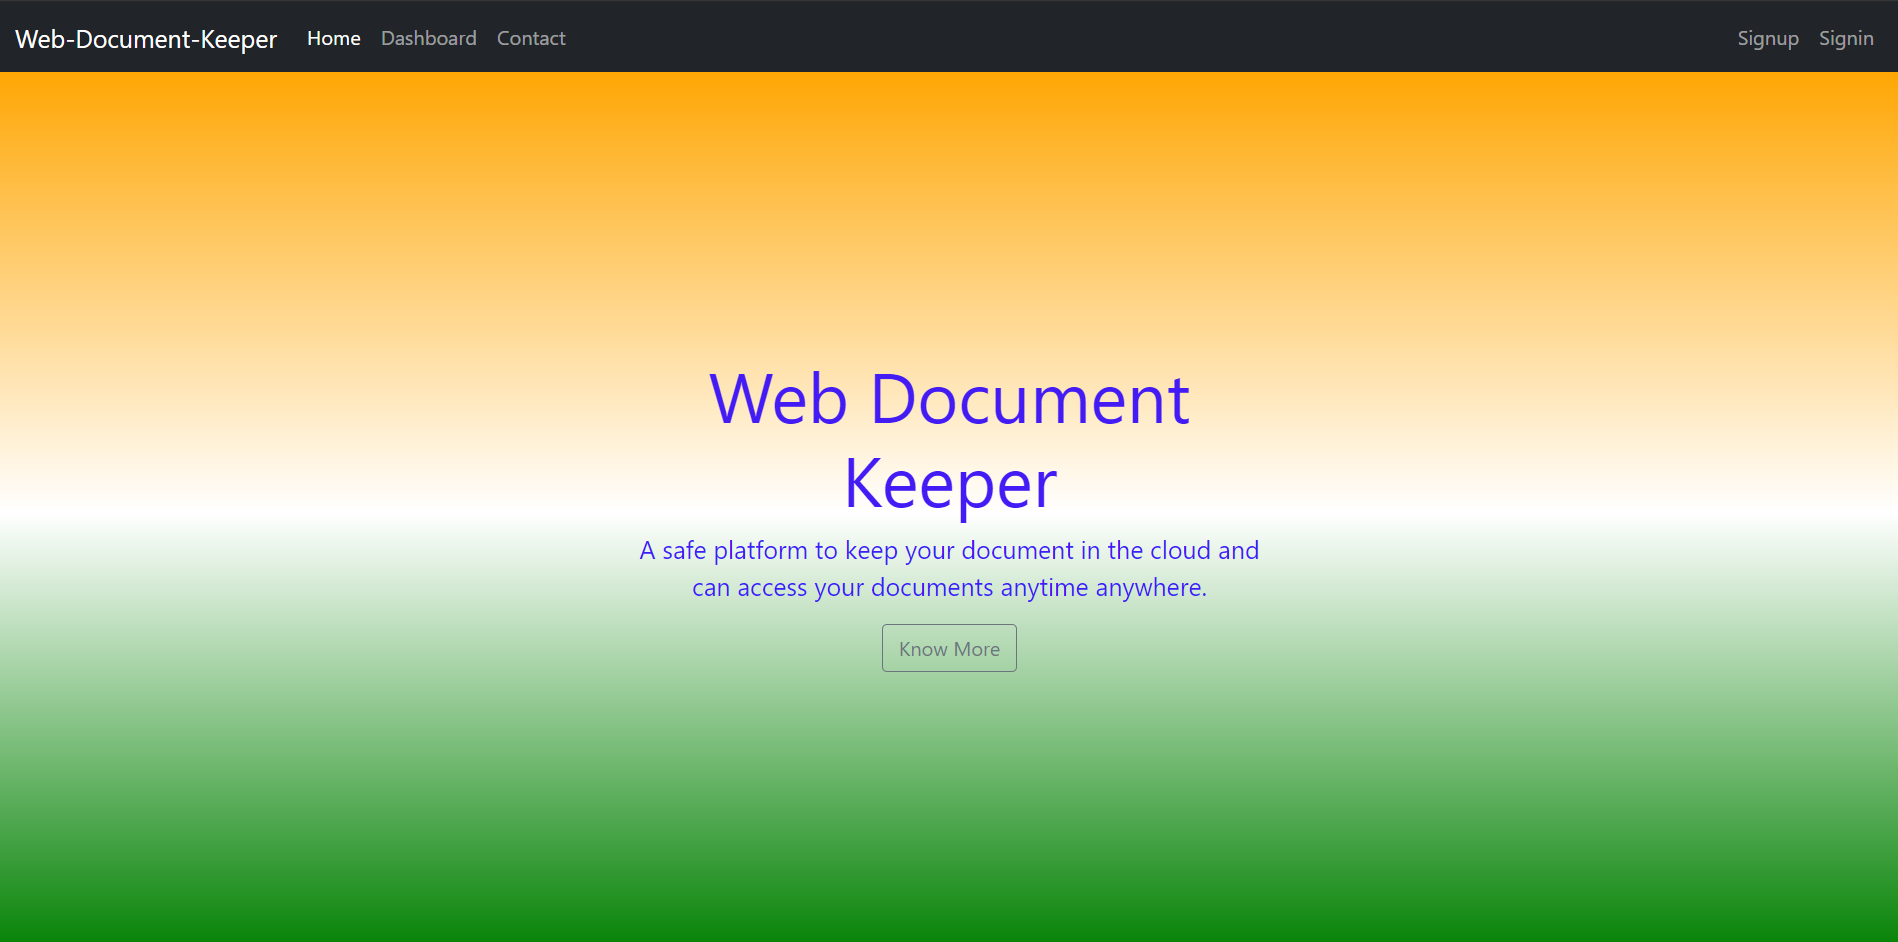 Web-Document-Keeper Home Dashboard Contact Signup Signin
Web Document
Keeper
A safe platform to keep your document in the cloud and
can access your documents anytime anywhere.
Know More